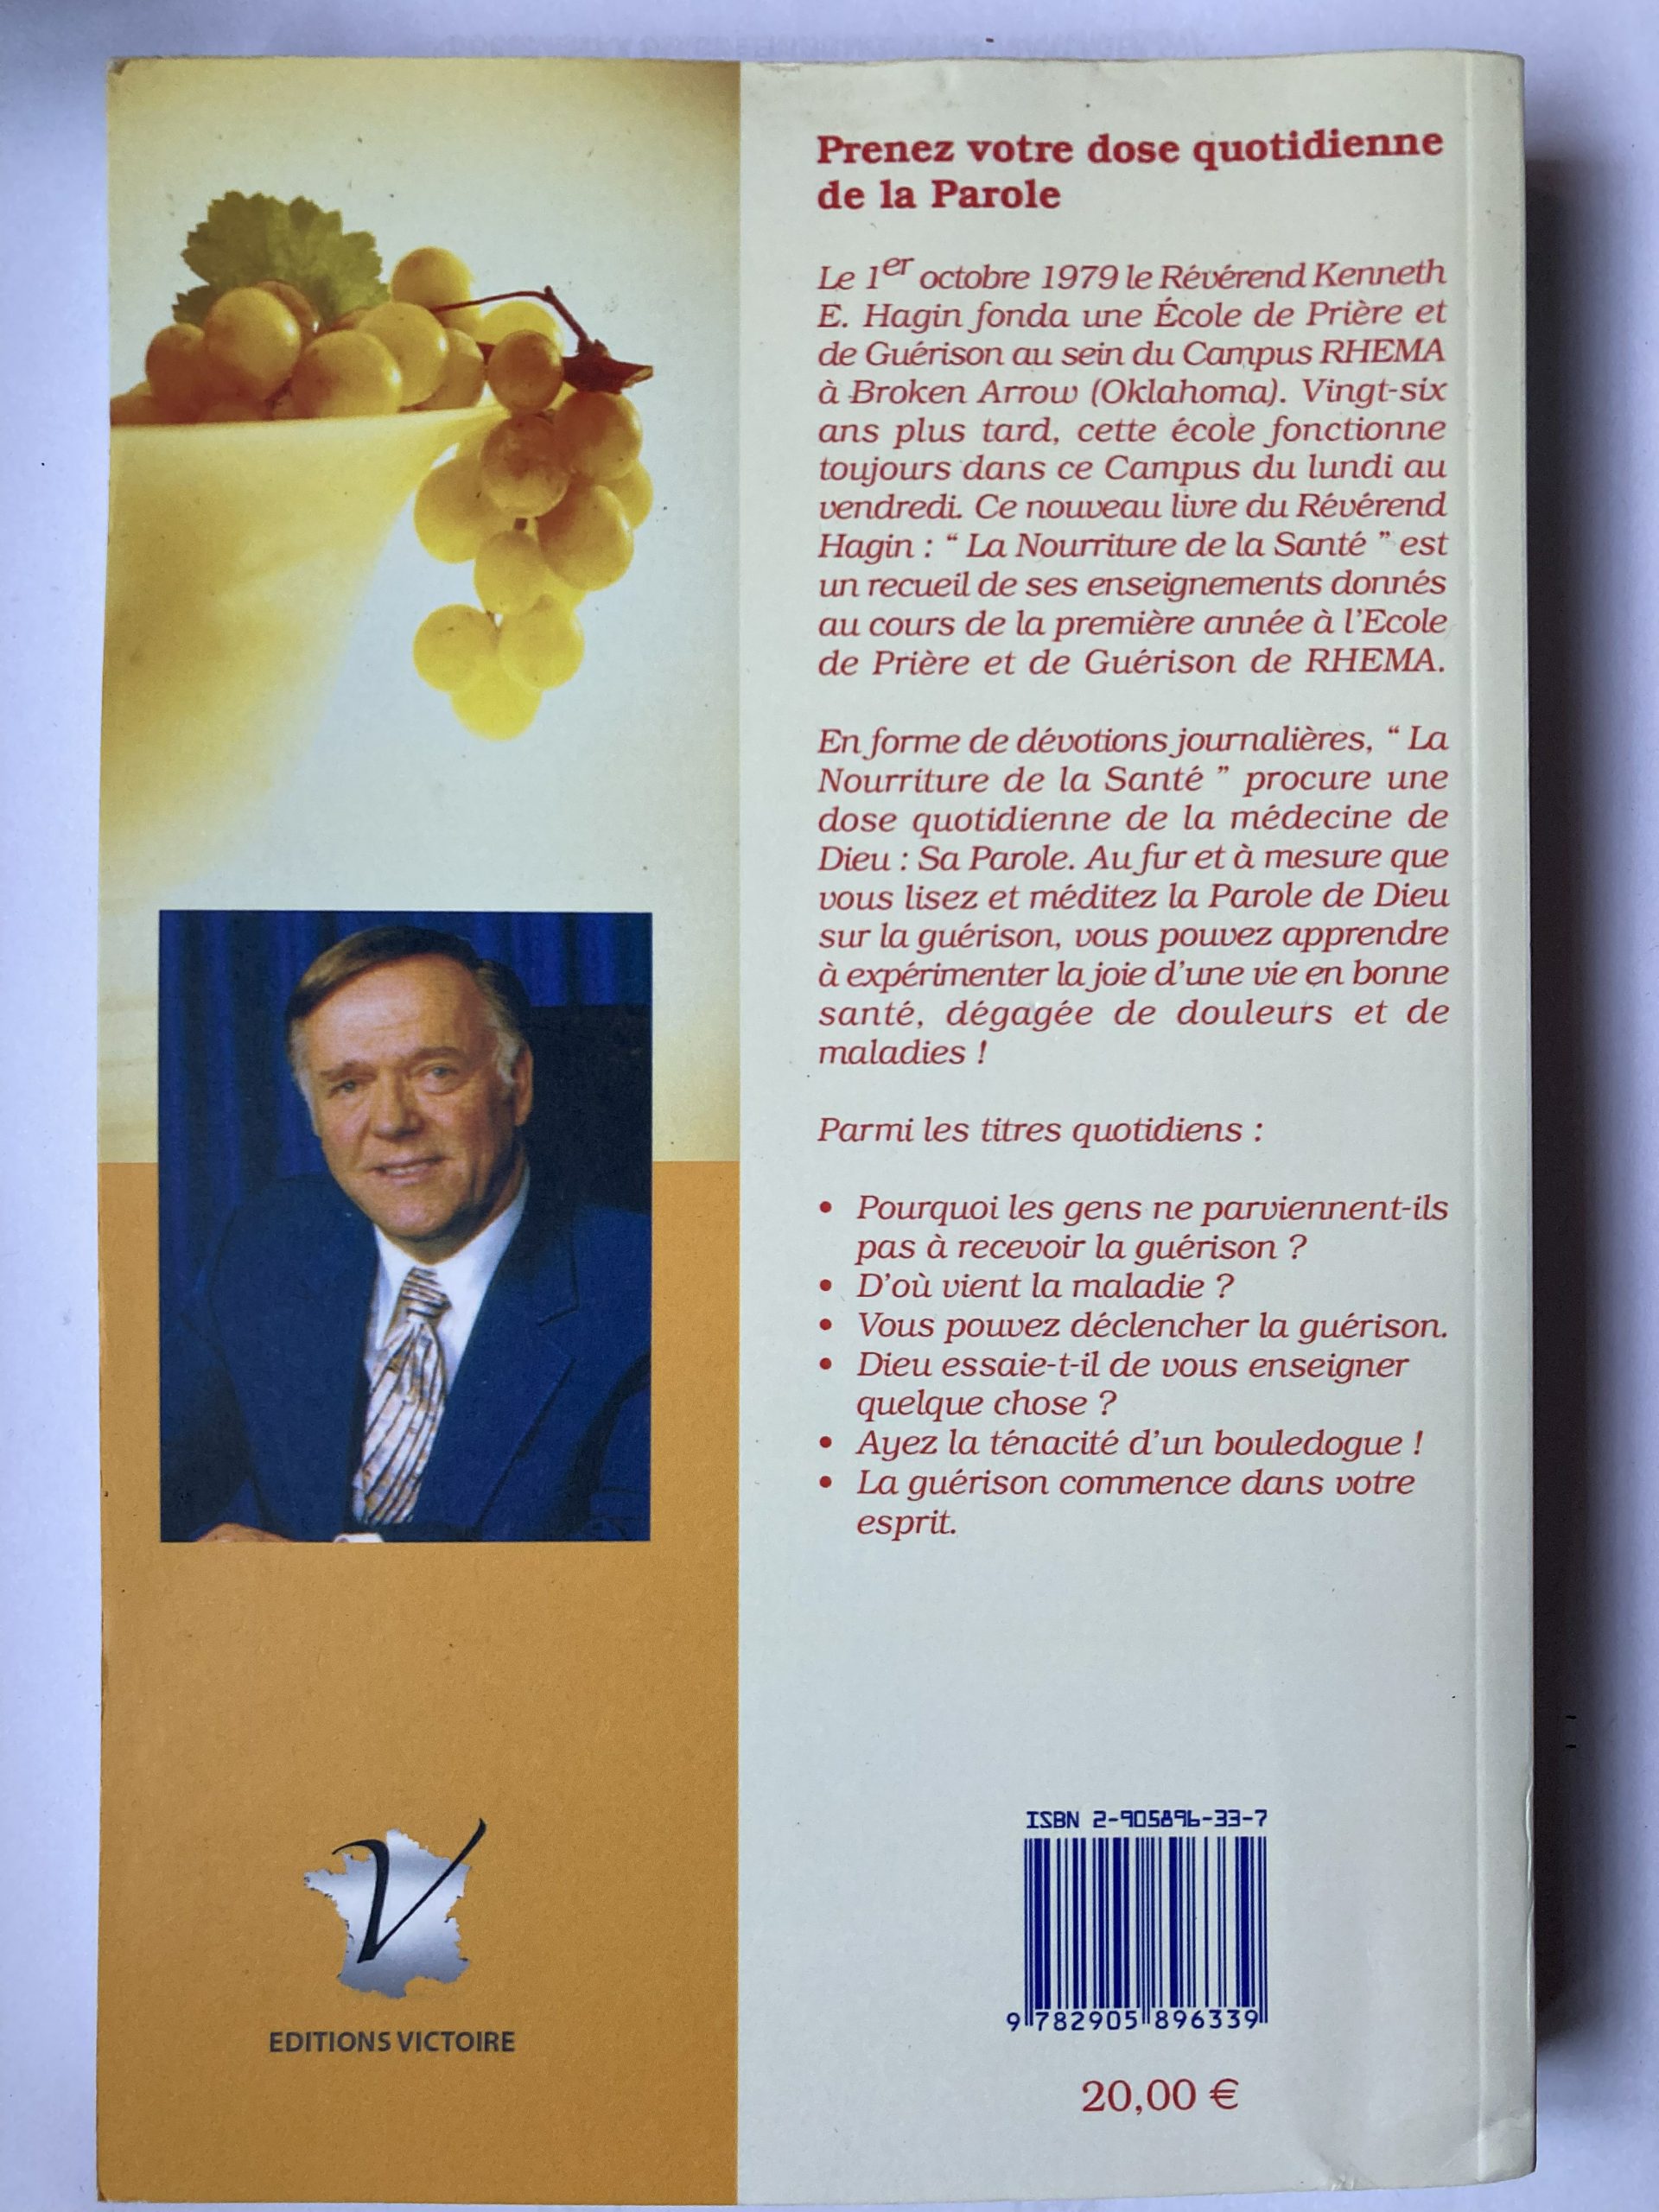 Prenez votre dose quotidienne
de la Parole
Le 1er octobre 1979 le Révérend Kenneth
E. Hagin fonda une École de Prière et
de Guérison au sein du Campus RHEMA
à Broken Arrow (Oklahoma). Vingt-six
ans plus tard, cette école fonctionne
toujours dans ce Campus du lundi au
vendredi. Ce nouveau livre du Révérend
Hagin : “ La Nourriture de la Santé ” est
un recueil de ses enseignements donnés
au cours de la première année à l’Ecole
de Prière et de Guérison de RHEMA.
En forme de dévotions journalières, “ La
Nourriture de la Santé ” procure une
dose quotidienne de la médecine de
Dieu : Sa Parole. Au fur et à mesure que
vous lisez et méditez la Parole de Dieu
sur la guérison, vous pouvez apprendre
à expérimenter la joie d’une vie en bonne
santé, dégagée de douleurs et de
maladies !
Parmi les titres quotidiens :
• Pourquoi les gens ne parviennent-ils
pas à recevoir la guérison ?
• D’où vient la maladie ?
• Vous pouvez déclencher la guérison.
• Dieu essaie-t-il de vous enseigner
quelque chose ?
• Ayez la ténacité d’un bouledogue !
• La guérison commence dans votre
esprit.
V
EDITIONS VICTOIRE
ISBN 2-905896-33-7
9 782905 896339
20,00 €